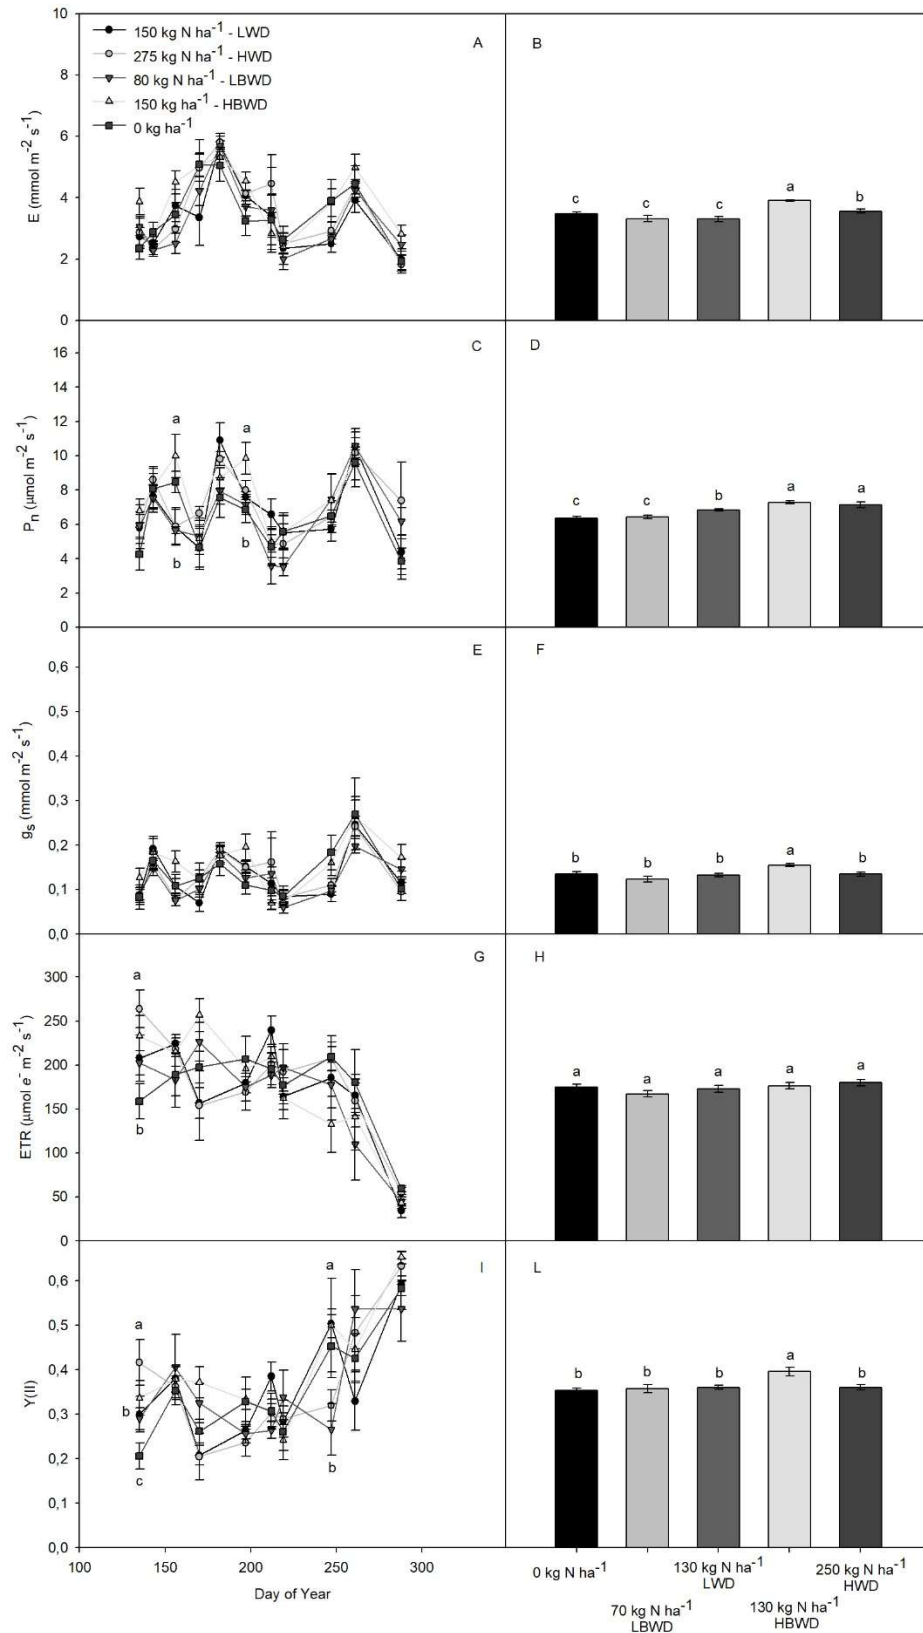 150 kg N ha⁻¹ - LWD
275 kg N ha⁻¹ - HWD
80 kg N ha⁻¹ - LBWD
150 kg ha⁻¹ - HBWD
0 kg ha⁻¹
A
E (mmol m⁻² s⁻¹)
10
8
6
4
2
0
B
c
c
c
a
b
C
Pn (µmol m⁻² s⁻¹)
16
14
12
10
8
6
4
2
0
a
a
b
b
D
c
c
b
a
a
E
gs (mmol m⁻² s⁻¹)
0,6
0,5
0,4
0,3
0,2
0,1
0,0
F
b
b
b
a
b
G
ETR (µmol e⁻ m⁻² s⁻¹)
300
250
200
150
100
50
0
a
b
H
a
a
a
a
a
I
Y(II)
0,6
0,5
0,4
0,3
0,2
0,1
0,0
a
a
b
c
b
L
b
b
b
a
b
100 150 200 250 300
Day of Year
0 kg N ha⁻¹
70 kg N ha⁻¹
LBWD
130 kg N ha⁻¹
LWD
130 kg N ha⁻¹
HBWD
250 kg N ha⁻¹
HWD